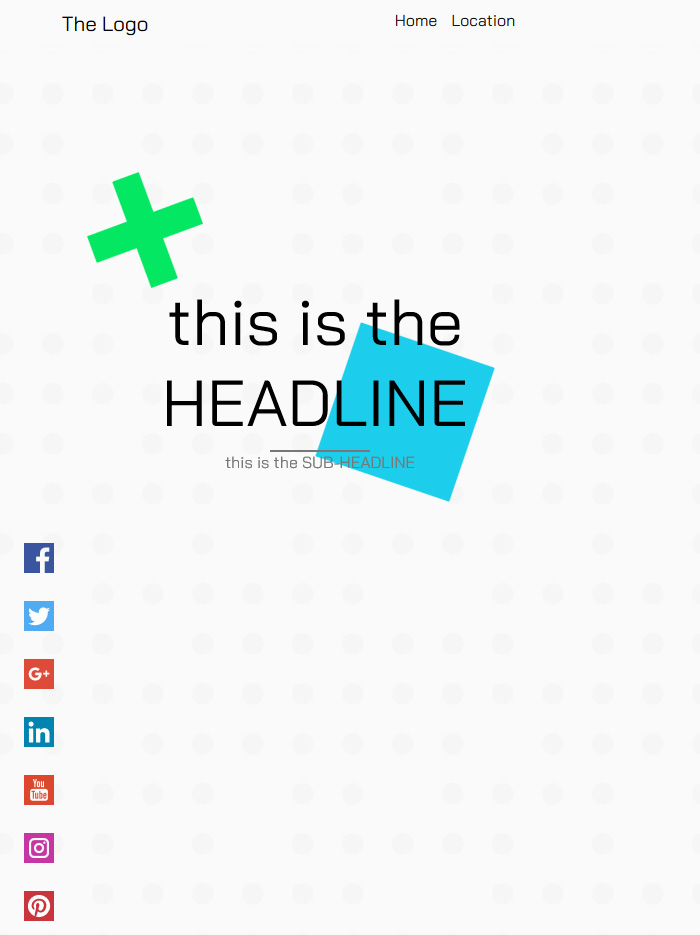 The Logo
Home Location
this is the
HEADLINE
this is the SUB-HEADLINE
f
G+
in
You
Tube